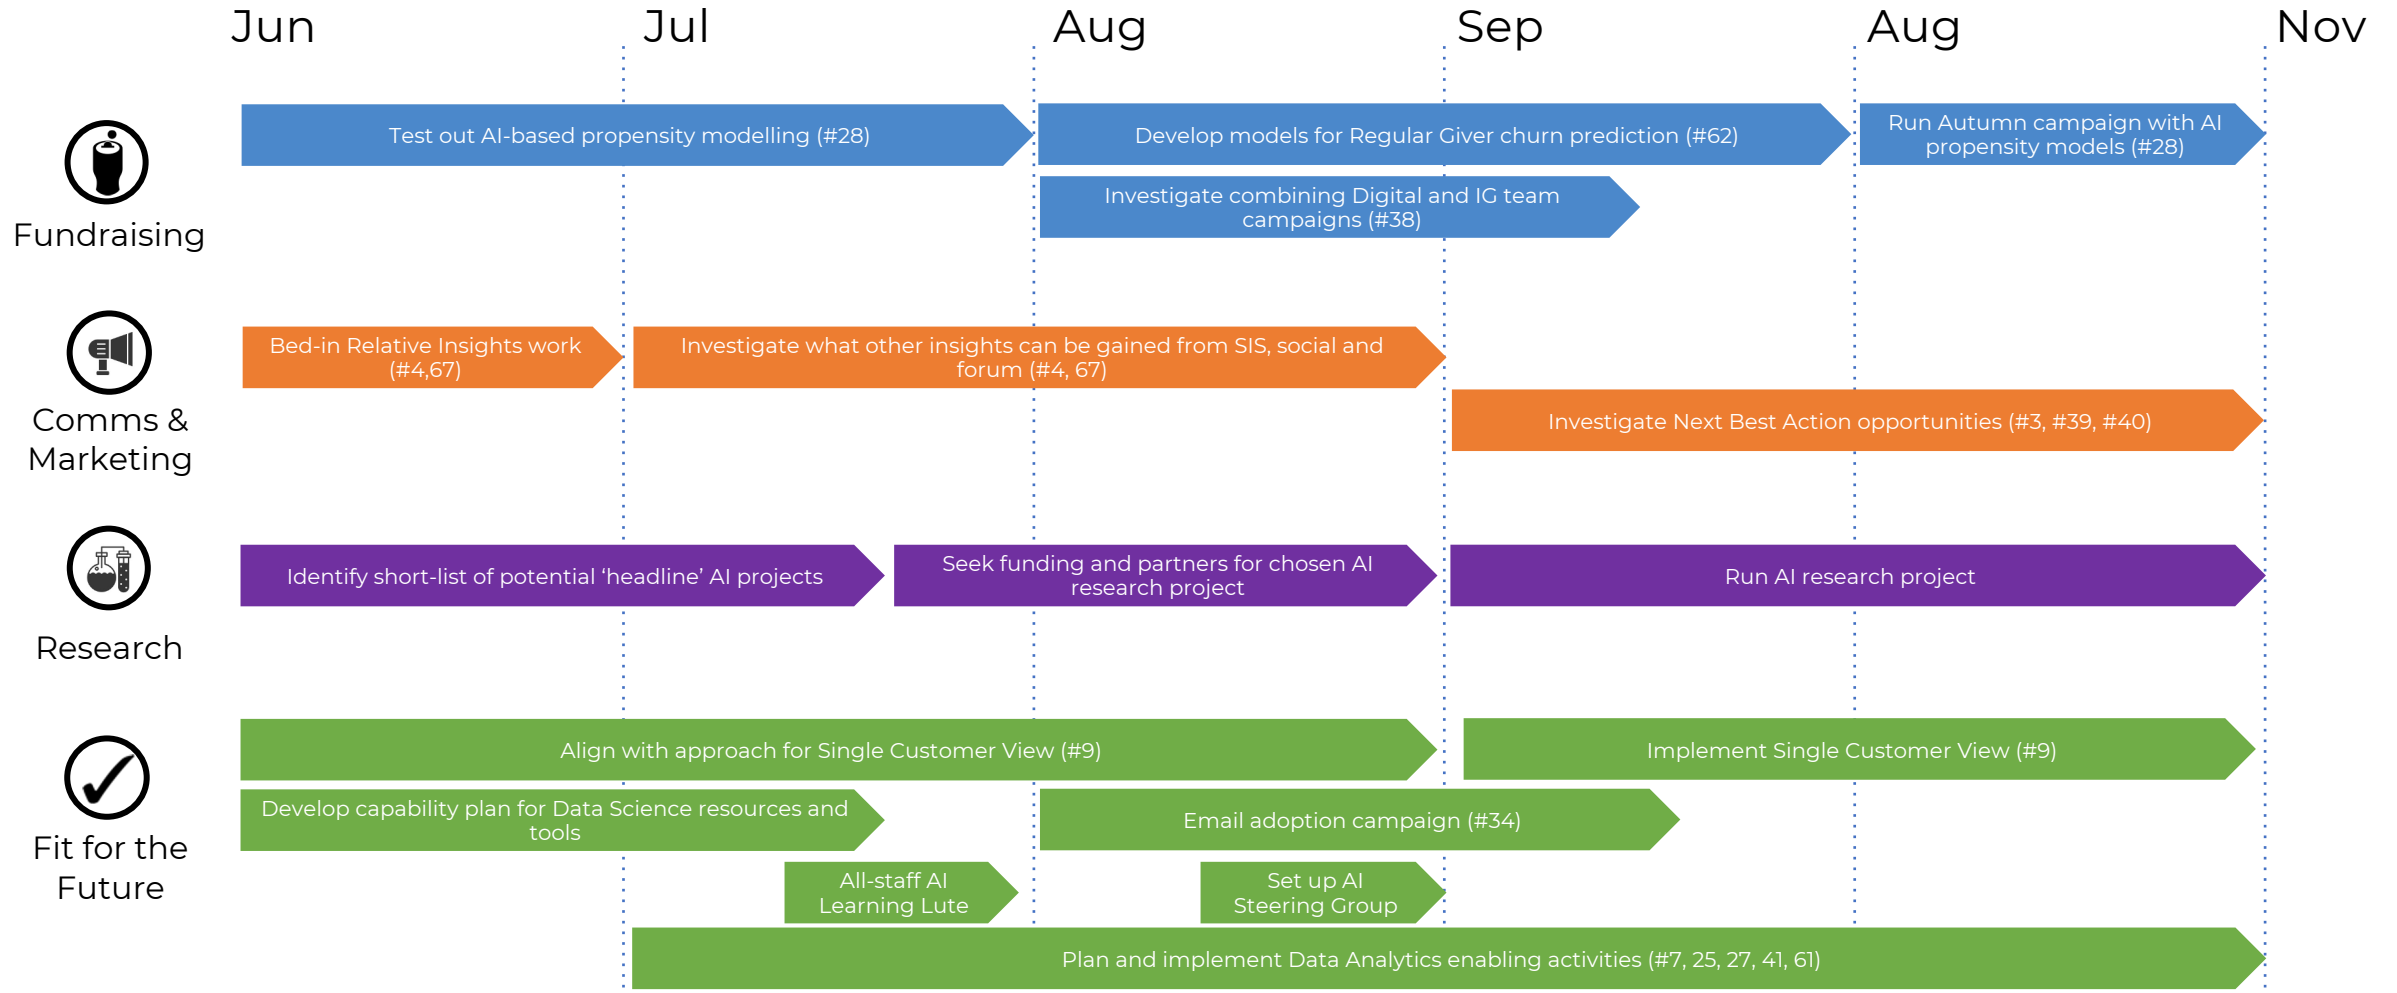 Jun Jul Aug Sep Aug Nov
Fundraising
Test out AI-based propensity modelling (#28)
Develop models for Regular Giver churn prediction (#62)
Run Autumn campaign with AI
propensity models (#28)
Investigate combining Digital and IG team
campaigns (#38)
Comms &
Marketing
Bed-in Relative Insights work
(#4,67)
Investigate what other insights can be gained from SIS, social and
forum (#4, 67)
Investigate Next Best Action opportunities (#3, #39, #40)
Research
Identify short-list of potential ‘headline’ AI projects
Seek funding and partners for chosen AI
research project
Run AI research project
Fit for the
Future
Align with approach for Single Customer View (#9)
Implement Single Customer View (#9)
Develop capability plan for Data Science resources and
tools
Email adoption campaign (#34)
All-staff AI
Learning Lute
Set up AI
Steering Group
Plan and implement Data Analytics enabling activities (#7, 25, 27, 41, 61)